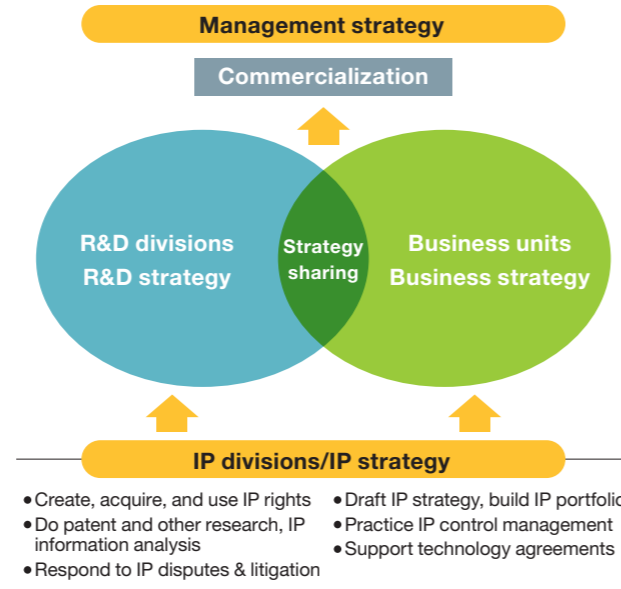 Management strategy
Commercialization
R&D divisions
R&D strategy
Strategy
sharing
Business units
Business strategy
IP divisions/IP strategy
•Create, acquire, and use IP rights
•Do patent and other research, IP
information analysis
•Respond to IP disputes & litigation
•Draft IP strategy, build IP portfolio
•Practice IP control management
•Support technology agreements